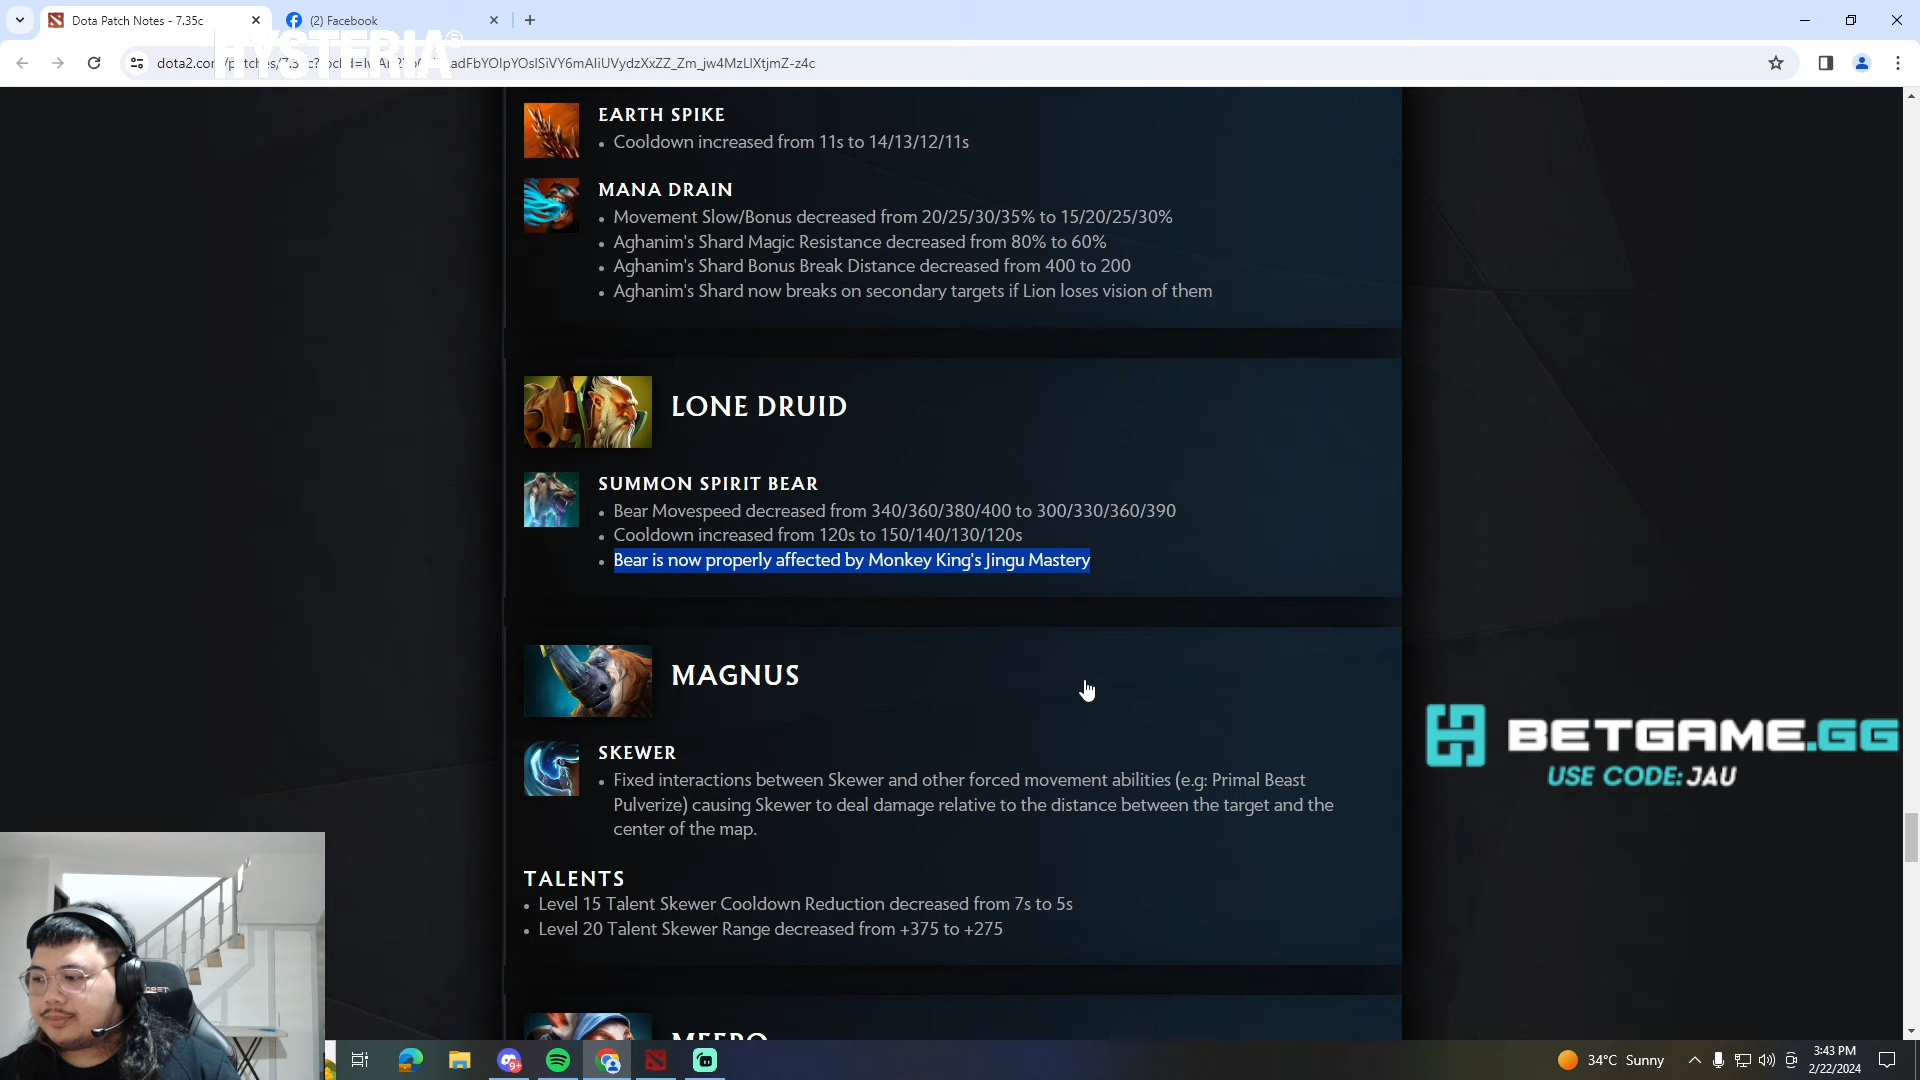 Dota Patch Notes - 7.35c
(2) Facebook
HYSTERIA®
EARTH SPIKE
• Cooldown increased from 11s to 14/13/12/11s
MANA DRAIN
• Movement Slow/Bonus decreased from 20/25/30/35% to 15/20/25/30%
• Aghanim's Shard Magic Resistance decreased from 80% to 60%
• Aghanim's Shard Bonus Break Distance decreased from 400 to 200
• Aghanim's Shard now breaks on secondary targets if Lion loses vision of them
LONE DRUID
SUMMON SPIRIT BEAR
• Bear Movespeed decreased from 340/360/380/400 to 300/330/360/390
• Cooldown increased from 120s to 150/140/130/120s
• Bear is now properly affected by Monkey King's Jingu Mastery
MAGNUS
SKEWER
• Fixed interactions between Skewer and other forced movement abilities (e.g: Primal Beast
Pulverize) causing Skewer to deal damage relative to the distance between the target and the
center of the map.
TALENTS
• Level 15 Talent Skewer Cooldown Reduction decreased from 7s to 5s
• Level 20 Talent Skewer Range decreased from +375 to +275
MEEPO
BETGAME.GG
USE CODE: JAU
9+
34°C Sunny
3:43 PM
2/22/2024